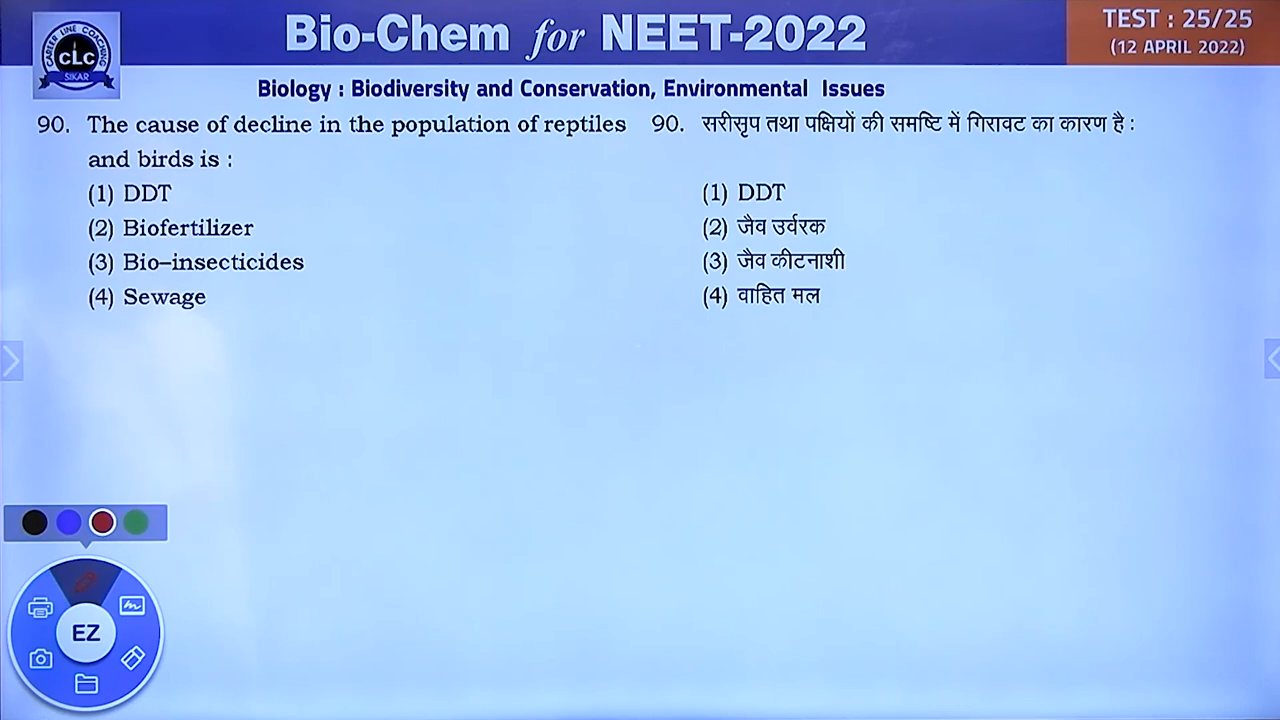 CAREER LINE COACHING
CLC
SIKAR
Bio-Chem for NEET-2022
TEST : 25/25
(12 APRIL 2022)
Biology : Biodiversity and Conservation, Environmental Issues
90. The cause of decline in the population of reptiles
and birds is :
(1) DDT
(2) Biofertilizer
(3) Bio–insecticides
(4) Sewage
90. सरीसृप तथा पक्षियों की समष्टि में गिरावट का कारण है :
(1) DDT
(2) जैव उर्वरक
(3) जैव कीटनाशी
(4) वाहित मल
EZ